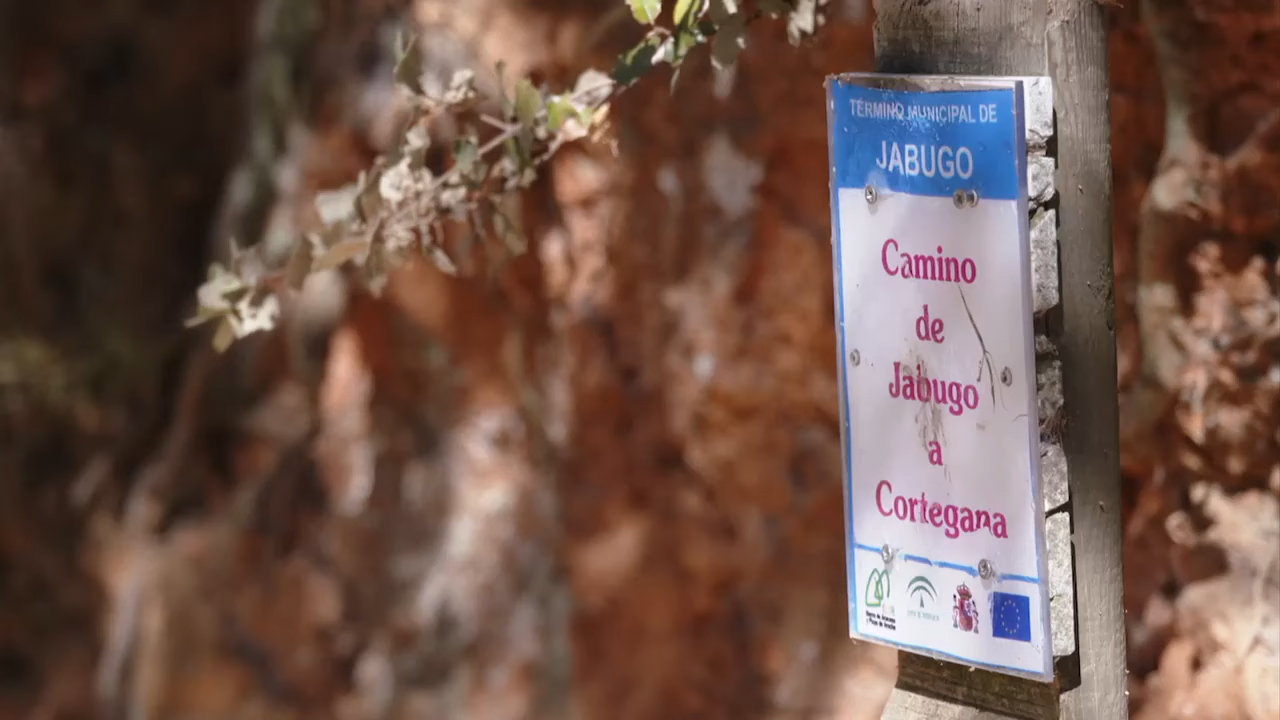 TÉRMINO MUNICIPAL DE
JABUGO
Camino
de
Jabugo
a
Cortegana